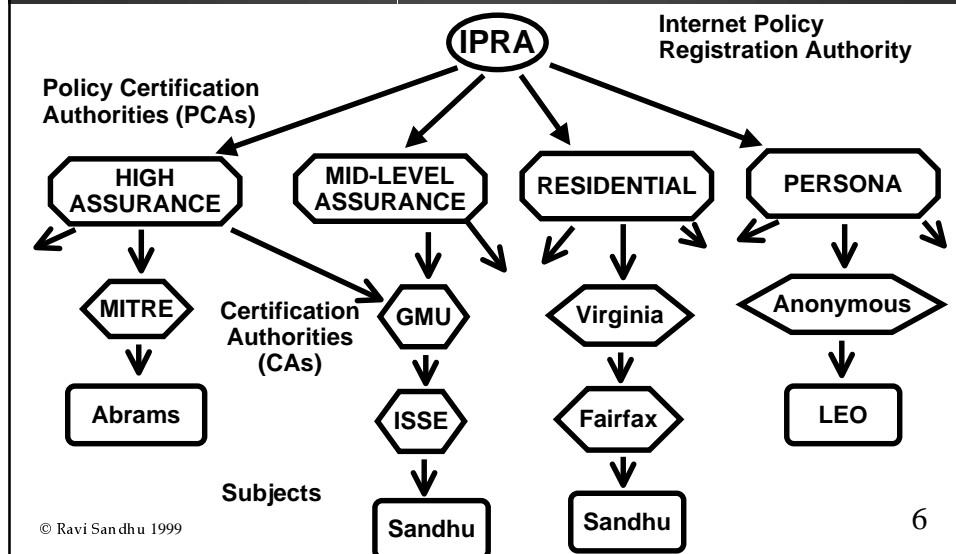 IPRA
Internet Policy
Registration Authority
Policy Certification
Authorities (PCAs)
HIGH
ASSURANCE
MID-LEVEL
ASSURANCE
RESIDENTIAL
PERSONA
MITRE
Certification
Authorities
(CAs)
GMU
Virginia
Anonymous
Abrams
ISSE
Fairfax
LEO
Subjects
Sandhu
Sandhu
© Ravi Sandhu 1999
6